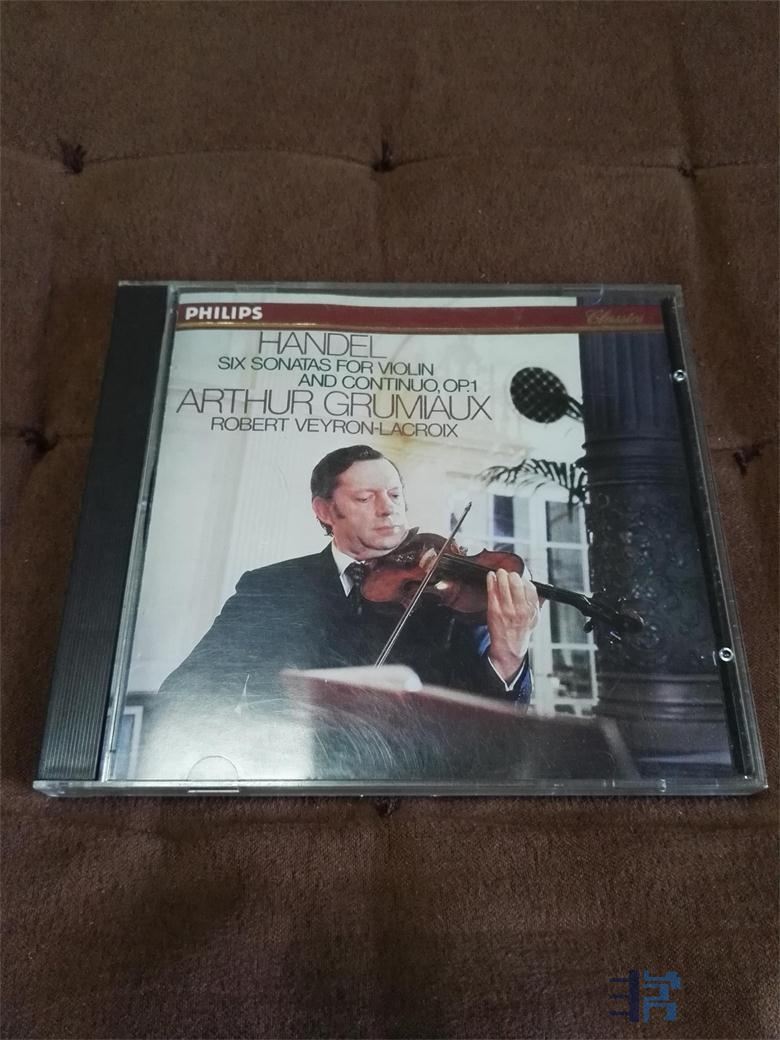 PHILIPS
Classics
HANDEL
SIX SONATAS FOR VIOLIN
AND CONTINUO, OP.1
ARTHUR GRUMIAUX
ROBERT VEYRON-LACROIX